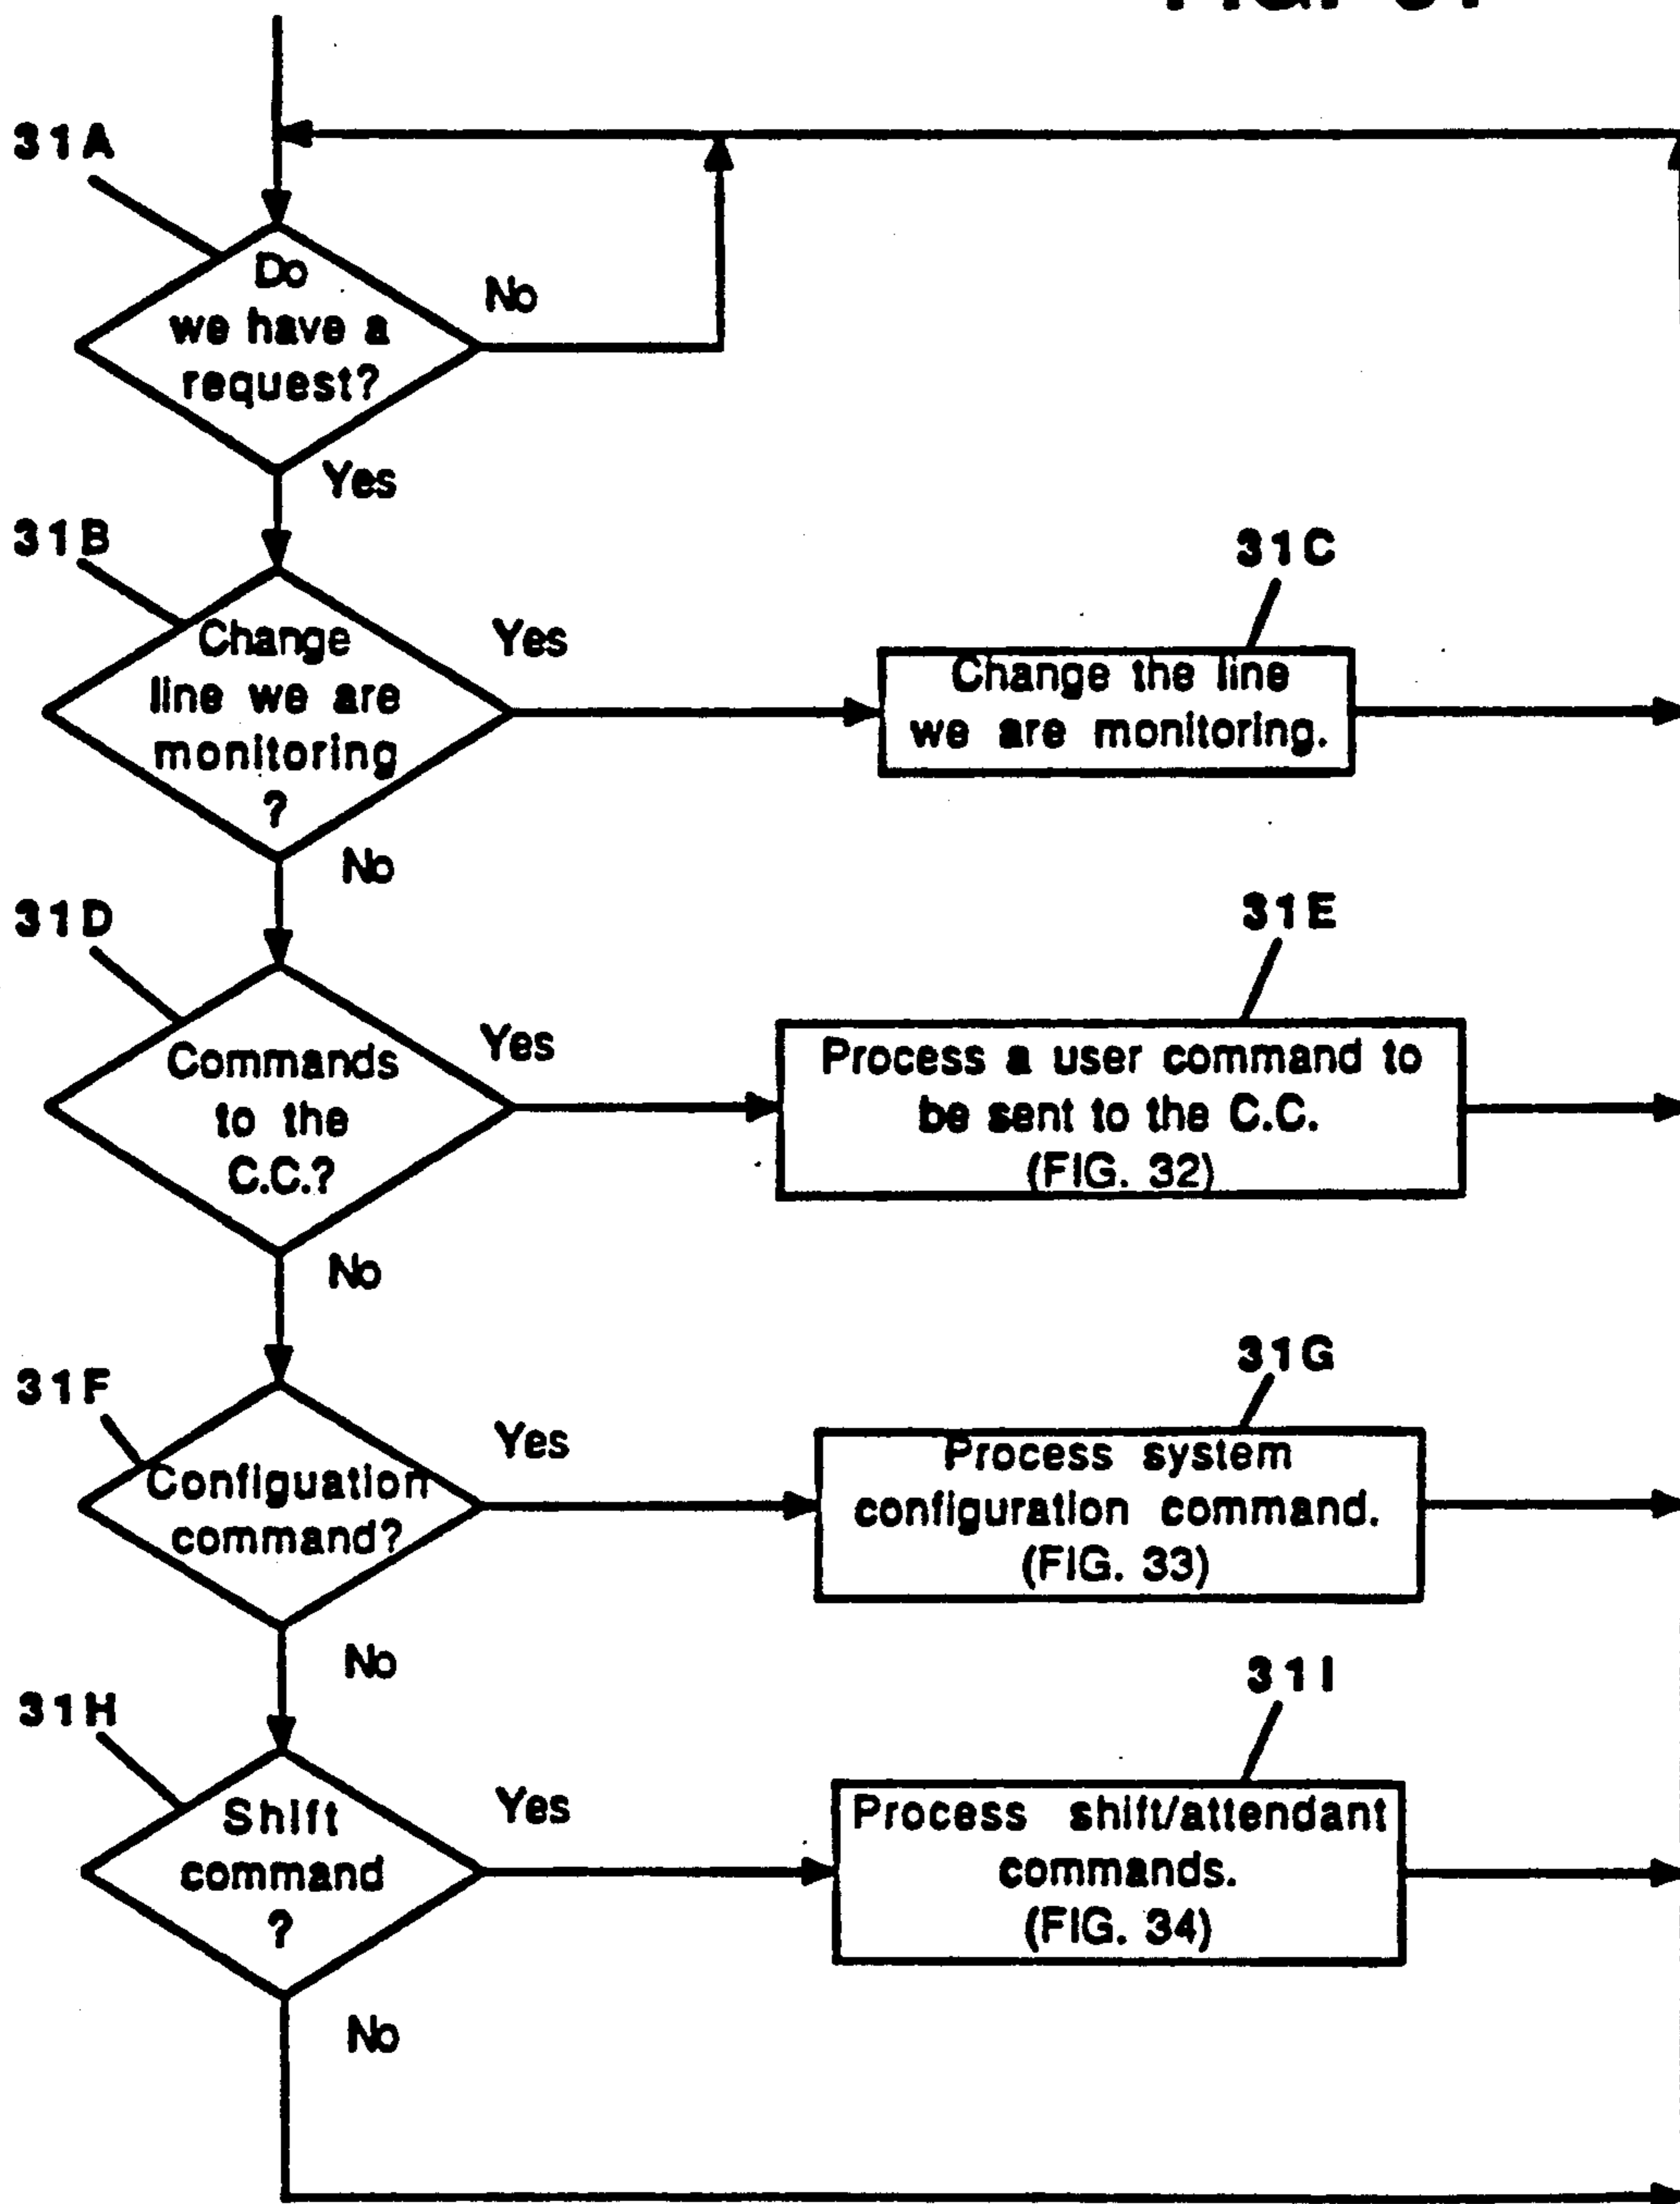 31A
Do
we have a
request?
No
Yes
31B
Change
line we are
monitoring
?
Yes
31C
Change the line
we are monitoring.
No
31D
Commands
to the
C.C.?
Yes
31E
Process a user command to
be sent to the C.C.
(FIG. 32)
No
31F
Configuation
command?
Yes
31G
Process system
configuration command.
(FIG. 33)
No
31H
Shift
command
?
Yes
31I
Process shift/attendant
commands.
(FIG. 34)
No